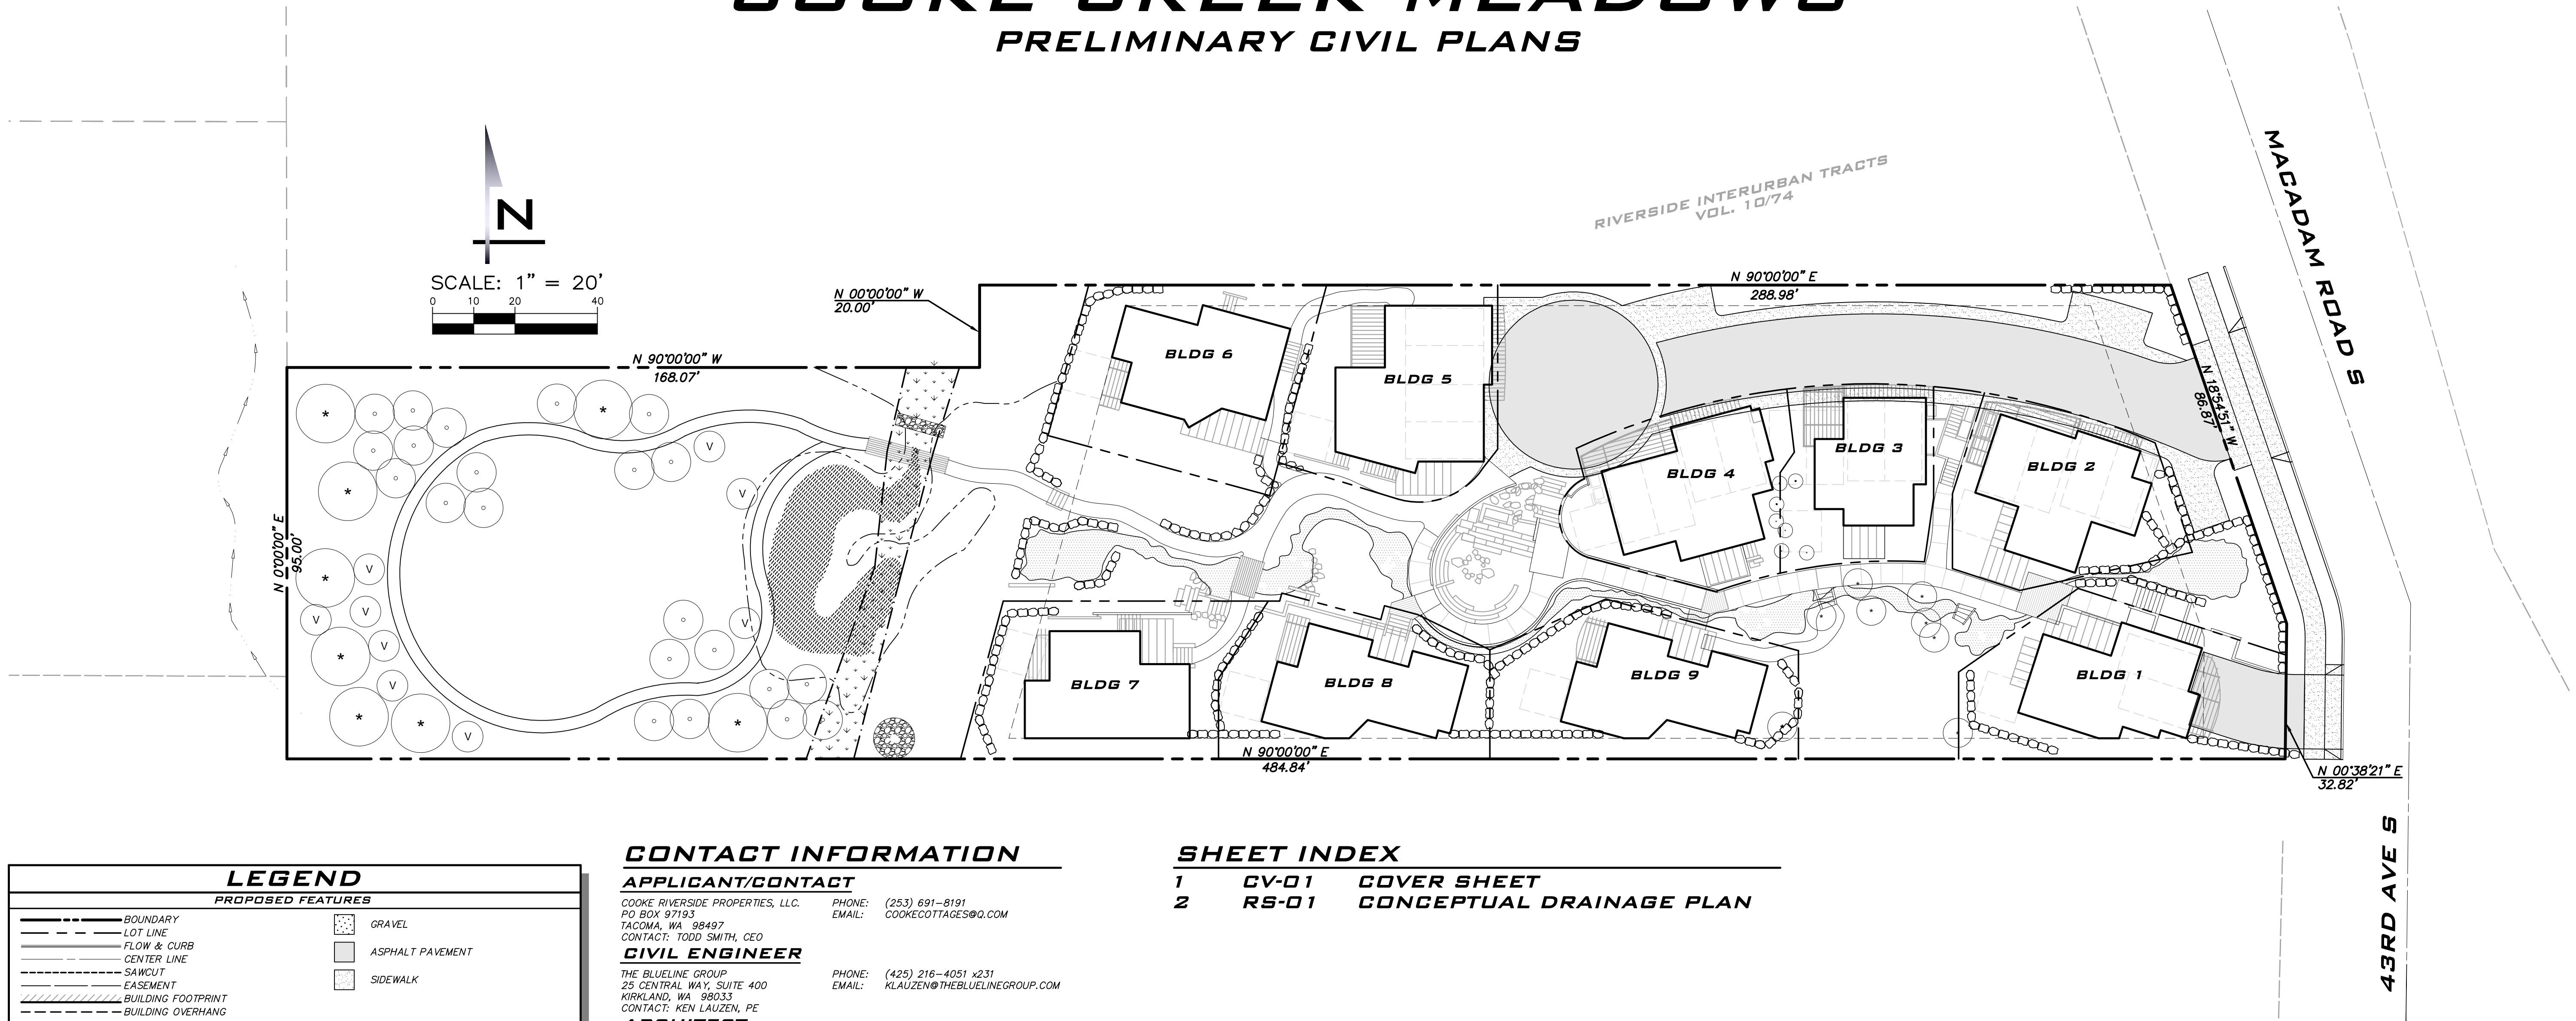 COOKE CREEK MEADOWS
PRELIMINARY CIVIL PLANS
N
SCALE: 1" = 20'
0 10 20 40
RIVERSIDE INTERURBAN TRACTS
VOL. 10/74
MACADAM ROAD S
N 00°00'00" W
20.00'
N 90°00'00" E
288.98'
N 90°00'00" W
168.07'
N 18°54'51" W
86.87'
N 0°00'00" E
95.00'
BLDG 6
BLDG 5
BLDG 4
BLDG 3
BLDG 2
BLDG 7
BLDG 8
BLDG 9
BLDG 1
N 90°00'00" E
484.84'
N 00°38'21" E
32.82'
43RD AVE S
LEGEND
PROPOSED FEATURES
BOUNDARY
LOT LINE
FLOW & CURB
CENTER LINE
SAWCUT
EASEMENT
BUILDING FOOTPRINT
BUILDING OVERHANG
GRAVEL
ASPHALT PAVEMENT
SIDEWALK
CONTACT INFORMATION
APPLICANT/CONTACT
COOKE RIVERSIDE PROPERTIES, LLC. PHONE: (253) 691-8191
PO BOX 97193 EMAIL: COOKECOTTAGES@Q.COM
TACOMA, WA 98497
CONTACT: TODD SMITH, CEO
CIVIL ENGINEER
THE BLUELINE GROUP PHONE: (425) 216-4051 x231
25 CENTRAL WAY, SUITE 400 EMAIL: KLAUZEN@THEBLUELINEGROUP.COM
KIRKLAND, WA 98033
CONTACT: KEN LAUZEN, PE
ARCHITECT
SHEET INDEX
1 CV-01 COVER SHEET
2 RS-01 CONCEPTUAL DRAINAGE PLAN